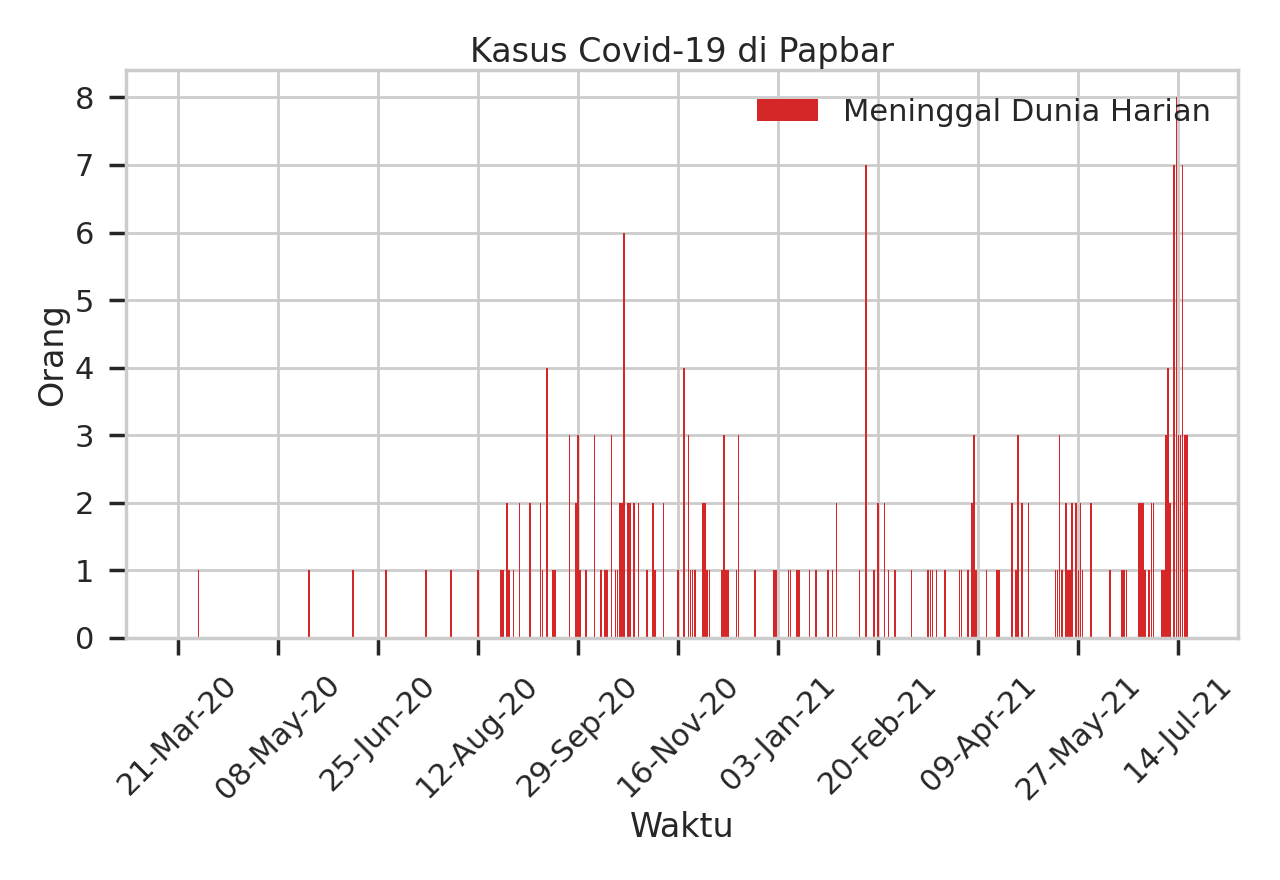 Kasus Covid-19 di Papbar
Meninggal Dunia Harian
Orang
8
7
6
5
4
3
2
1
0
21-Mar-20
08-May-20
25-Jun-20
12-Aug-20
29-Sep-20
16-Nov-20
03-Jan-21
20-Feb-21
09-Apr-21
27-May-21
14-Jul-21
Waktu